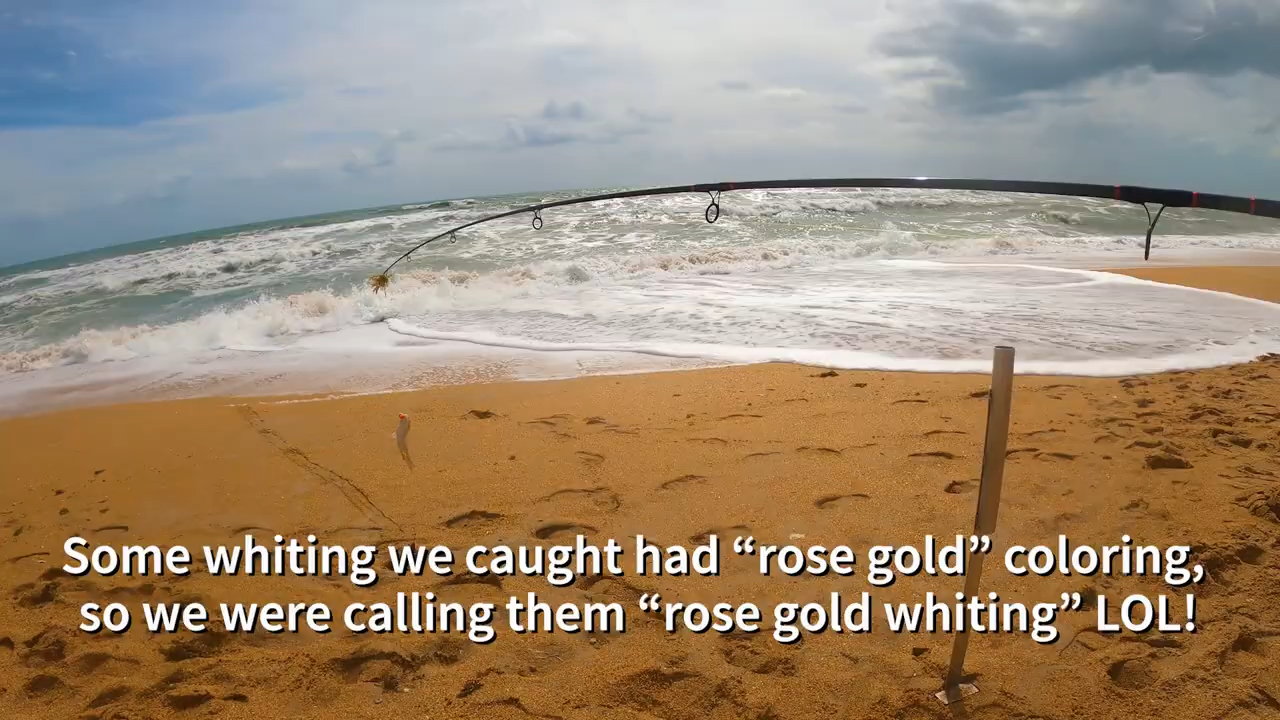 Some whiting we caught had “rose gold” coloring,
so we were calling them “rose gold whiting” LOL!